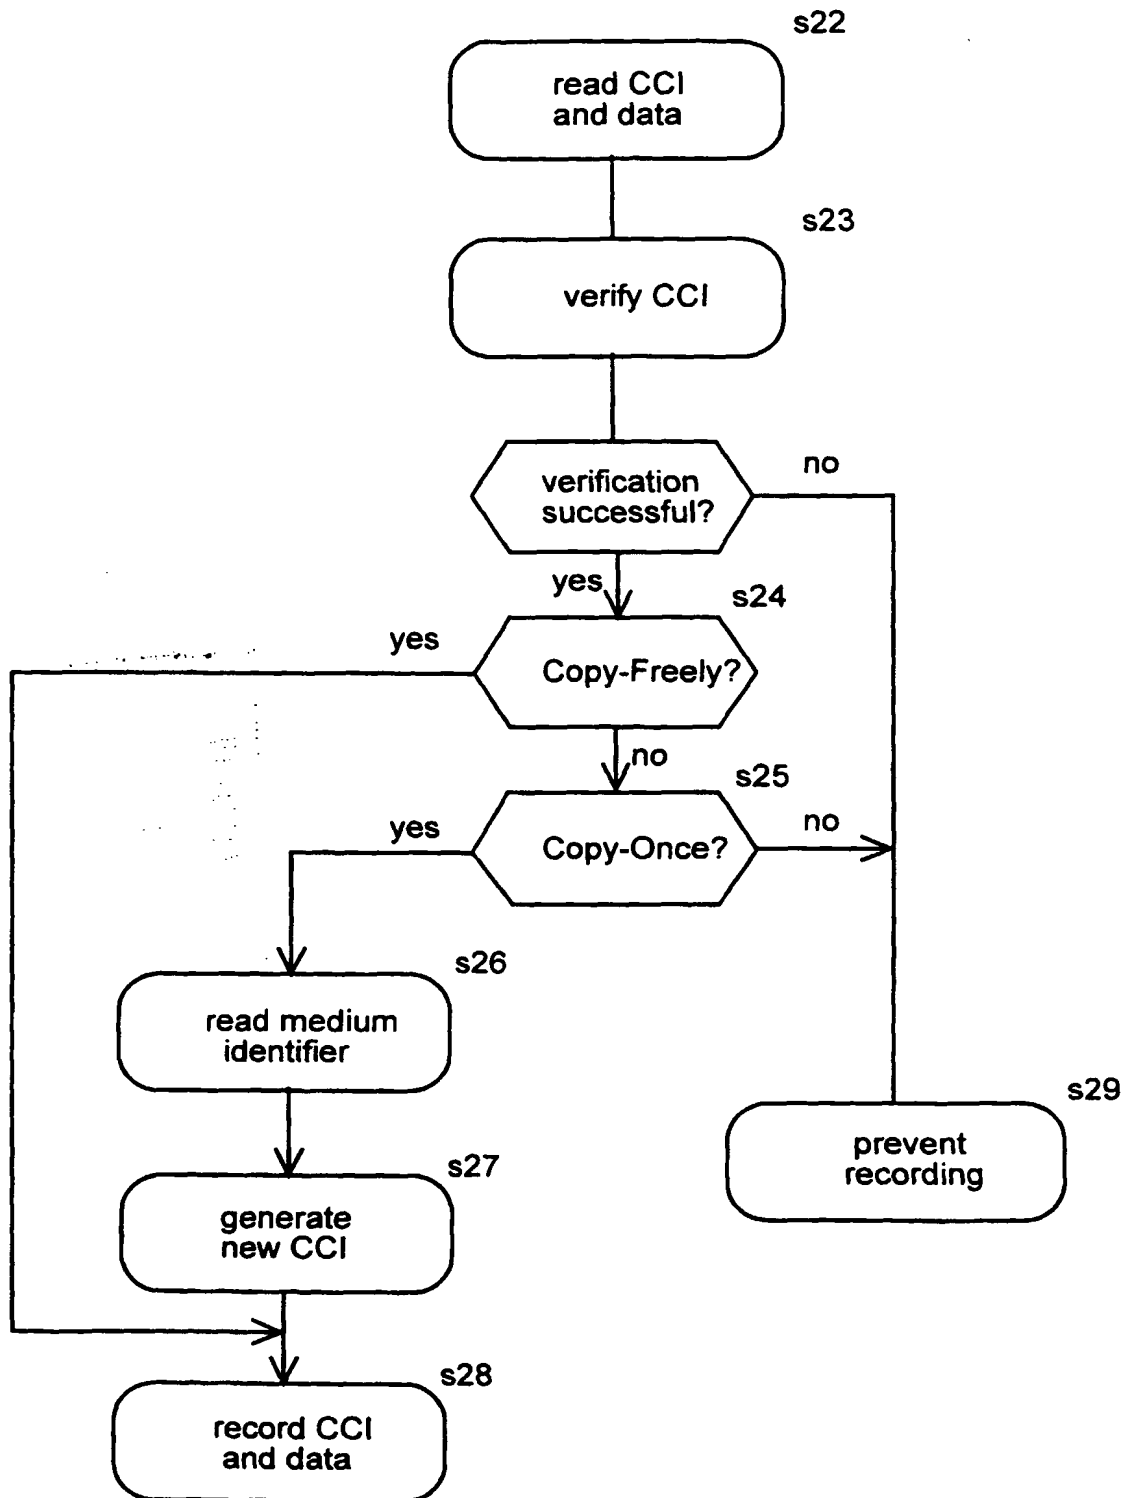 s22
read CCI
and data
s23
verify CCI
verification
successful?
no
yes
s24
yes
Copy-Freely?
no
s25
yes
Copy-Once?
no
s26
read medium
identifier
s29
prevent
recording
s27
generate
new CCI
s28
record CCI
and data